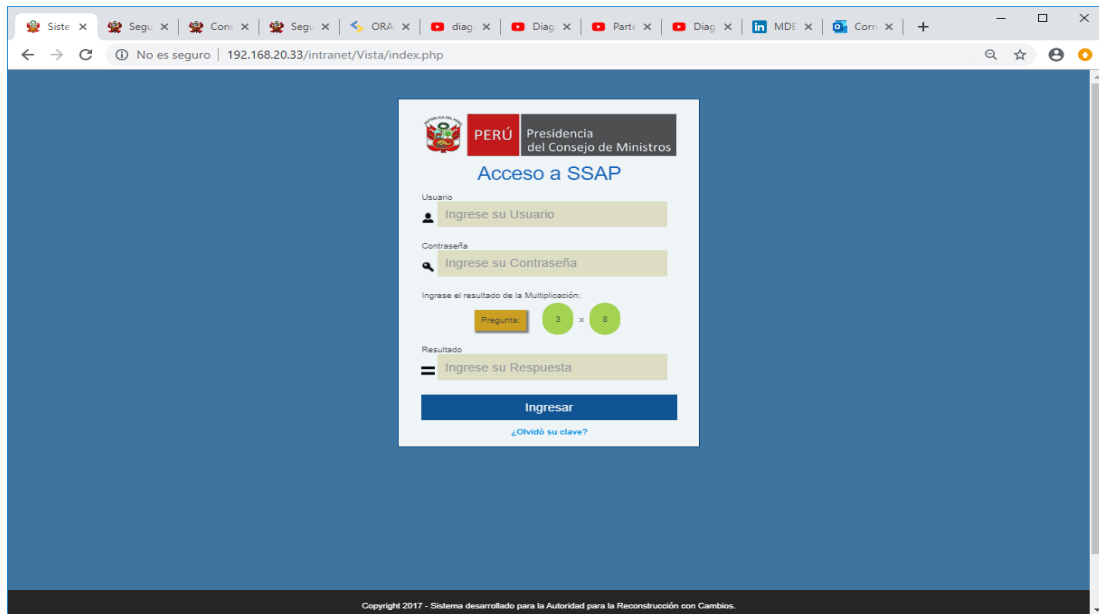 Siste
Segu
Cons
Segu
ORA
diag
Diag
Parte
Diag
in MDE
Corr
No es seguro | 192.168.20.33/intranet/Vista/index.php
PERÚ
Presidencia
del Consejo de Ministros
Acceso a SSAP
Usuario
Ingrese su Usuario
Contraseña
Ingrese su Contraseña
Ingrese el resultado de la Multiplicación:
Pregunta: 3 x 8
Resultado
Ingrese su Respuesta
Ingresar
¿Olvidó su clave?
Copyright 2017 - Sistema desarrollado para la Autoridad para la Reconstrucción con Cambios.